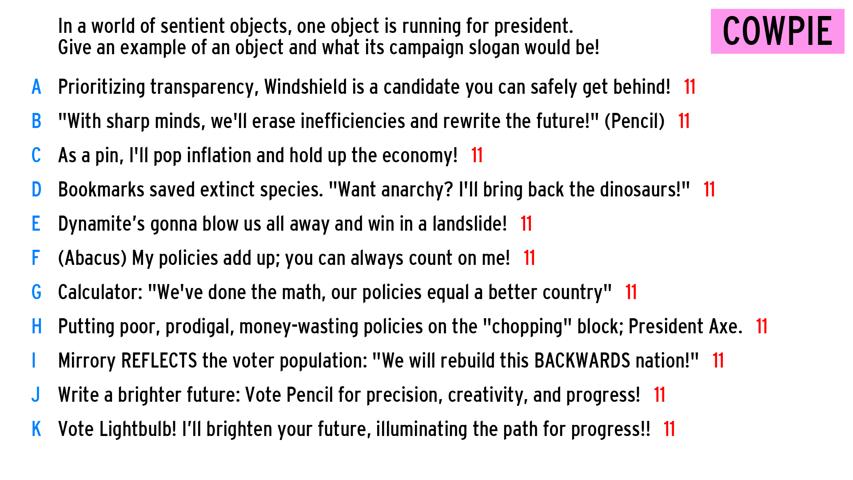 In a world of sentient objects, one object is running for president.
Give an example of an object and what its campaign slogan would be!
COWPIE
A Prioritizing transparency, Windshield is a candidate you can safely get behind! 11
B "With sharp minds, we'll erase inefficiencies and rewrite the future!" (Pencil) 11
C As a pin, I'll pop inflation and hold up the economy! 11
D Bookmarks saved extinct species. "Want anarchy? I'll bring back the dinosaurs!" 11
E Dynamite’s gonna blow us all away and win in a landslide! 11
F (Abacus) My policies add up; you can always count on me! 11
G Calculator: "We've done the math, our policies equal a better country" 11
H Putting poor, prodigal, money-wasting policies on the "chopping" block; President Axe. 11
I Mirrory REFLECTS the voter population: "We will rebuild this BACKWARDS nation!" 11
J Write a brighter future: Vote Pencil for precision, creativity, and progress! 11
K Vote Lightbulb! I’ll brighten your future, illuminating the path for progress!! 11